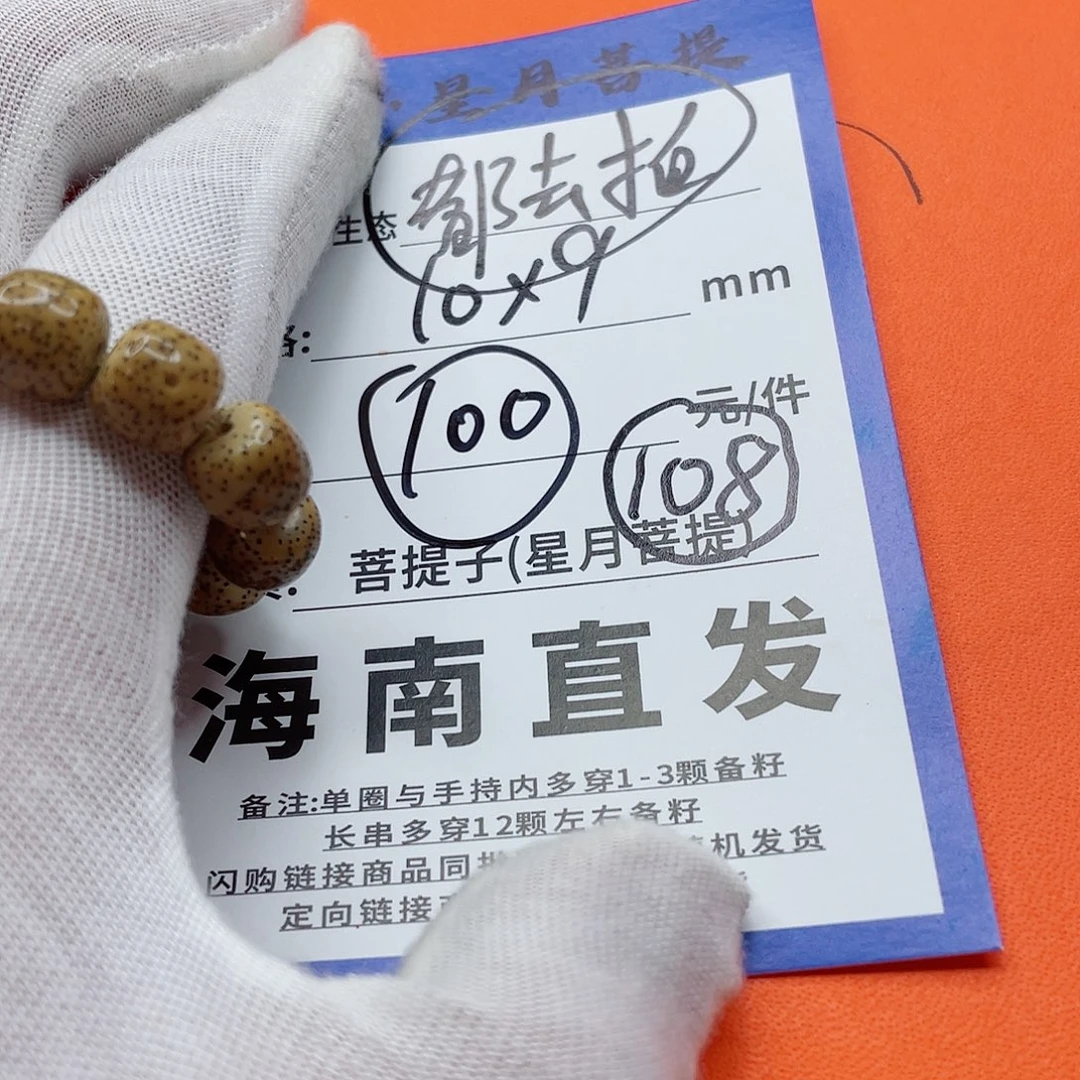 星月菩提
都去拍
生态
10×9 mm
格:
100 元/件
108
菩提子(星月菩提)
海南直发
备注:单圈与手持内多穿1-3颗备籽
长串多穿12颗左右备籽
闪购链接商品同批 机发货
定向链接